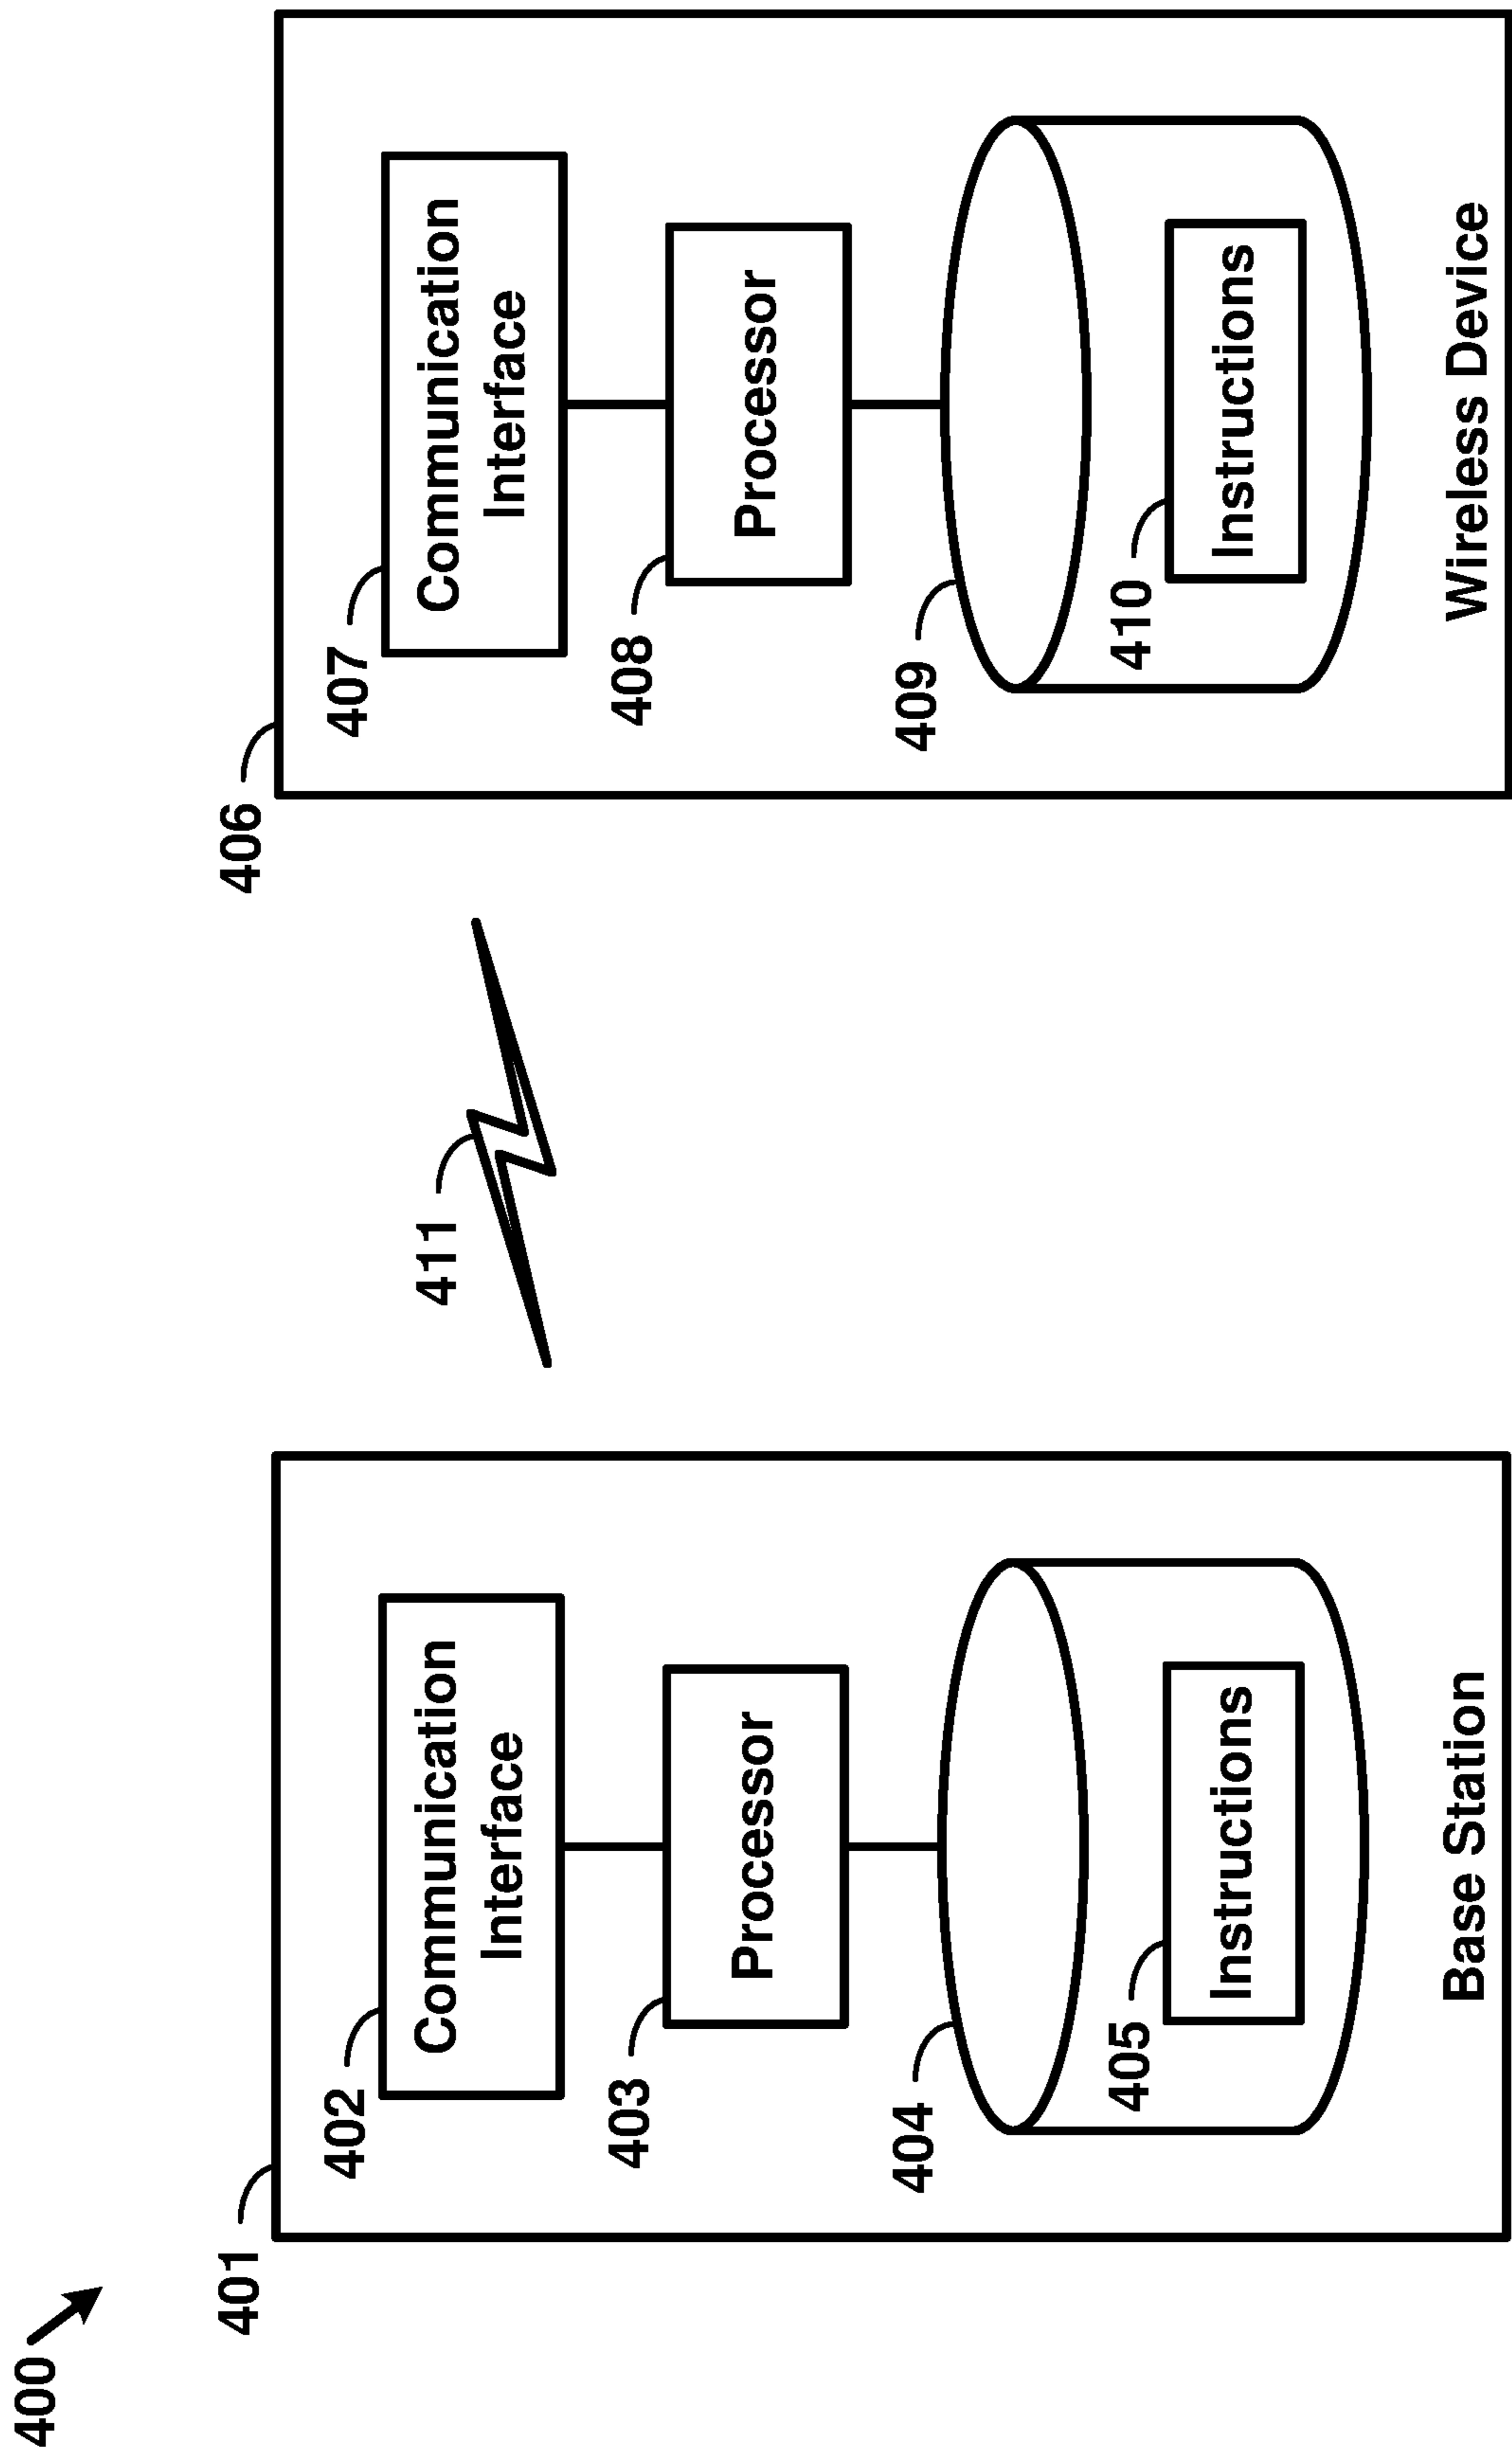 400
401
402
Communication
Interface
403
Processor
404
405
Instructions
Base Station
411
406
407
Communication
Interface
408
Processor
409
410
Instructions
Wireless Device